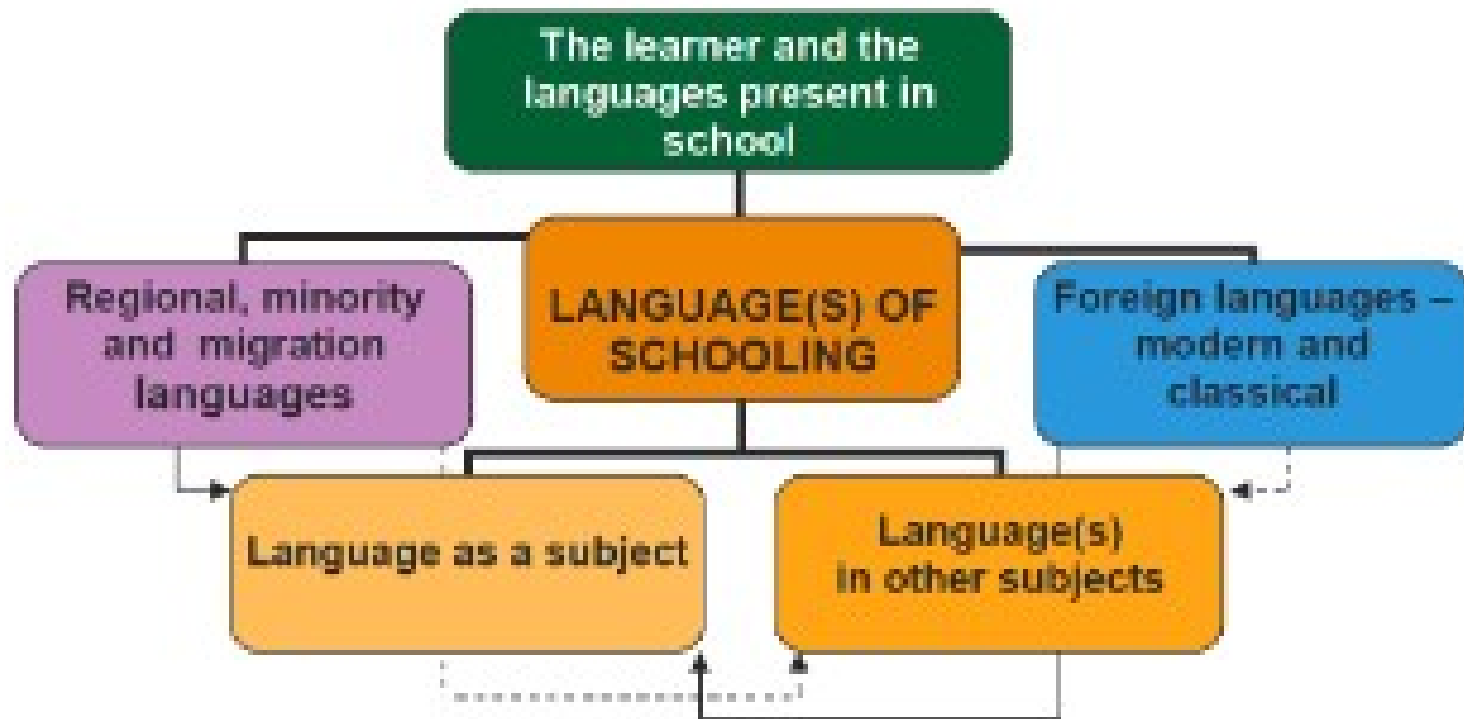 The learner and the
languages present in
school
LANGUAGE(S) OF
SCHOOLING
Regional, minority
and migration
languages
Foreign languages –
modern and
classical
Language as a subject
Language(s)
in other subjects